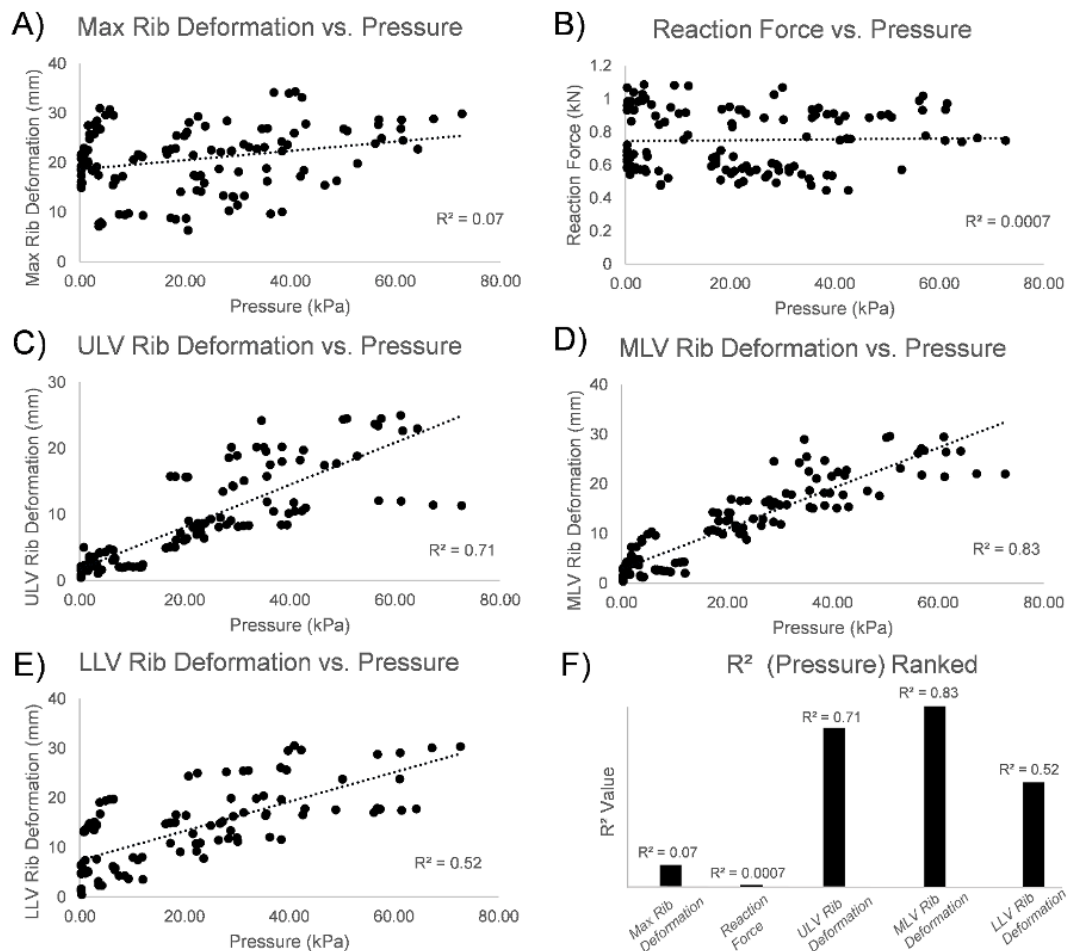 A) Max Rib Deformation vs. Pressure
Max Rib Deformation (mm)
40
30
20
10
0
R² = 0.07
0.00 20.00 40.00 60.00 80.00
Pressure (kPa)
B) Reaction Force vs. Pressure
Reaction Force (kN)
1.2
1
0.8
0.6
0.4
0.2
0
R² = 0.0007
0.00 20.00 40.00 60.00 80.00
Pressure (kPa)
C) ULV Rib Deformation vs. Pressure
ULV Rib Deformation (mm)
30
20
10
0
R² = 0.71
0.00 20.00 40.00 60.00 80.00
Pressure (kPa)
D) MLV Rib Deformation vs. Pressure
MLV Rib Deformation (mm)
40
30
20
10
0
R² = 0.83
0.00 20.00 40.00 60.00 80.00
Pressure (kPa)
E) LLV Rib Deformation vs. Pressure
LLV Rib Deformation (mm)
40
30
20
10
0
R² = 0.52
0.00 20.00 40.00 60.00 80.00
Pressure (kPa)
F) R² (Pressure) Ranked
R² Value
R² = 0.07
R² = 0.0007
R² = 0.71
R² = 0.83
R² = 0.52
Max Rib
Deformation
Reaction
Force
ULV Rib
Deformation
MLV Rib
Deformation
LLV Rib
Deformation